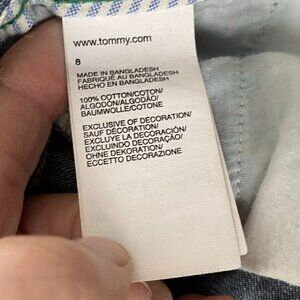 www.tommy.com
8
MADE IN BANGLADESH
FABRIQUÉ AU BANGLADESH
HECHO EN BANGLADESH
100% COTTON/COTON/
ALGODÓN/ALGODÃO/
BAUMWOLLE/COTONE
EXCLUSIVE OF DECORATION/
SAUF DÉCORATION/
EXCLUYE LA DECORACIÓN/
EXCLUINDO DECORAÇÃO/
OHNE DEKORATION/
ECCETTO DECORAZIONE